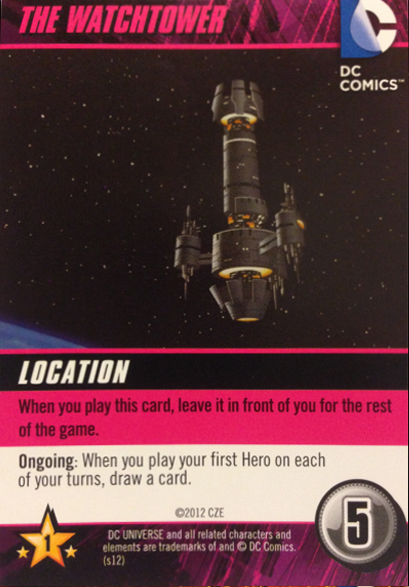 THE WATCHTOWER
DC
COMICS™
LOCATION
When you play this card, leave it in front of you for the rest
of the game.
Ongoing: When you play your first Hero on each
of your turns, draw a card.
©2012 CZE
1
DC UNIVERSE and all related characters and
elements are trademarks of and © DC Comics.
(s12)
5